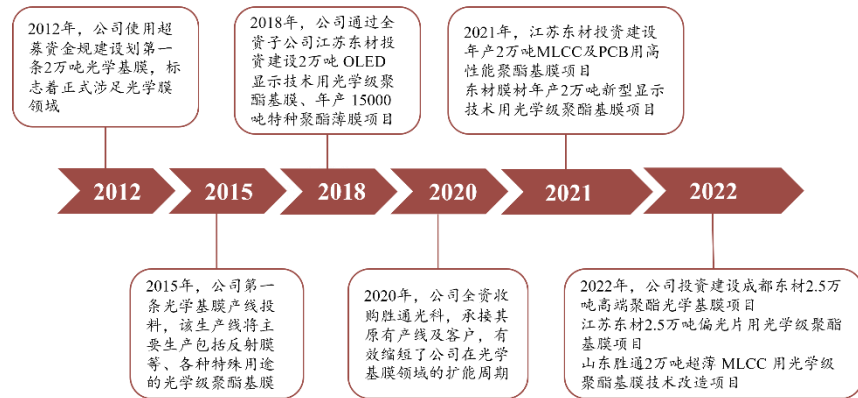 2012年，公司使用超
募资金规建设划第一
条2万吨光学基膜，标
志着正式涉足光学膜
领域
2018年，公司通过全
资子公司江苏东材投
资建设2万吨 OLED
显示技术用光学级聚
酯基膜、年产 15000
吨特种聚酯薄膜项目
2021年，江苏东材投资建设
年产2万吨MLCC及PCB用高
性能聚酯基膜项目
东材膜材年产2万吨新型显示
技术用光学级聚酯基膜项目
2012
2015
2018
2020
2021
2022
2015年，公司第一
条光学基膜产线投
料，该生产线将主
要生产包括反射膜
等、各种特殊用途
的光学级聚酯基膜
2020年，公司全资收
购胜通光科，承接其
原有产线及客户，有
效缩短了公司在光学
基膜领域的扩能周期
2022年，公司投资建设成都东材2.5万
吨高端聚酯光学基膜项目
江苏东材2.5万吨偏光片用光学级聚酯
基膜项目
山东胜通2万吨超薄 MLCC 用光学级
聚酯基膜技术改造项目